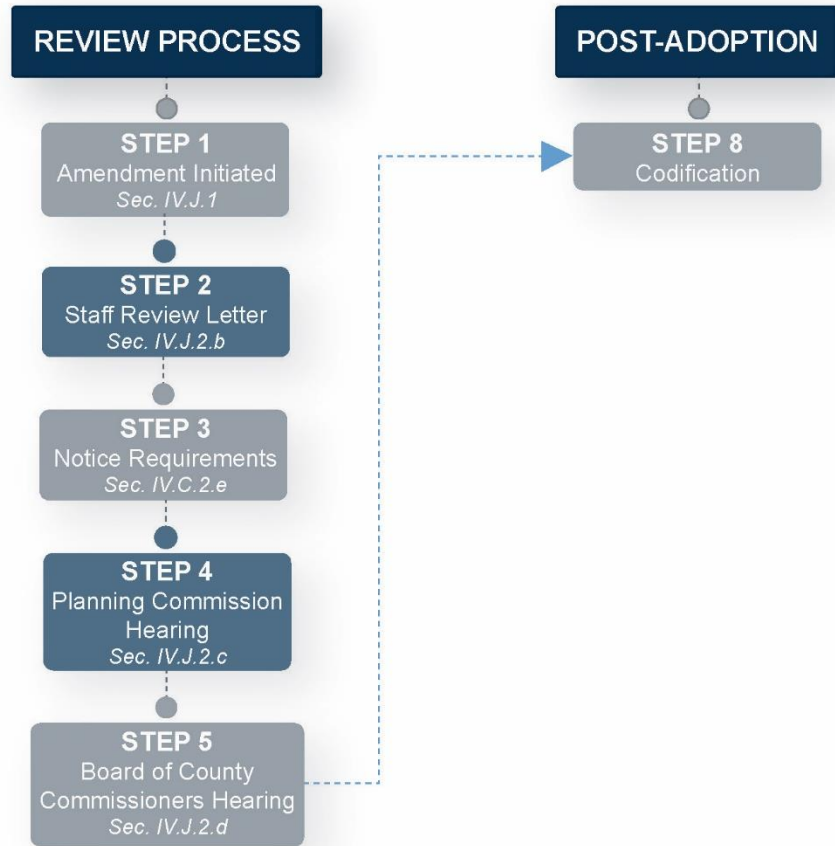 REVIEW PROCESS
STEP 1
Amendment Initiated
Sec. IV.J.1
STEP 2
Staff Review Letter
Sec. IV.J.2.b
STEP 3
Notice Requirements
Sec. IV.C.2.e
STEP 4
Planning Commission
Hearing
Sec. IV.J.2.c
STEP 5
Board of County
Commissioners Hearing
Sec. IV.J.2.d
POST-ADOPTION
STEP 8
Codification